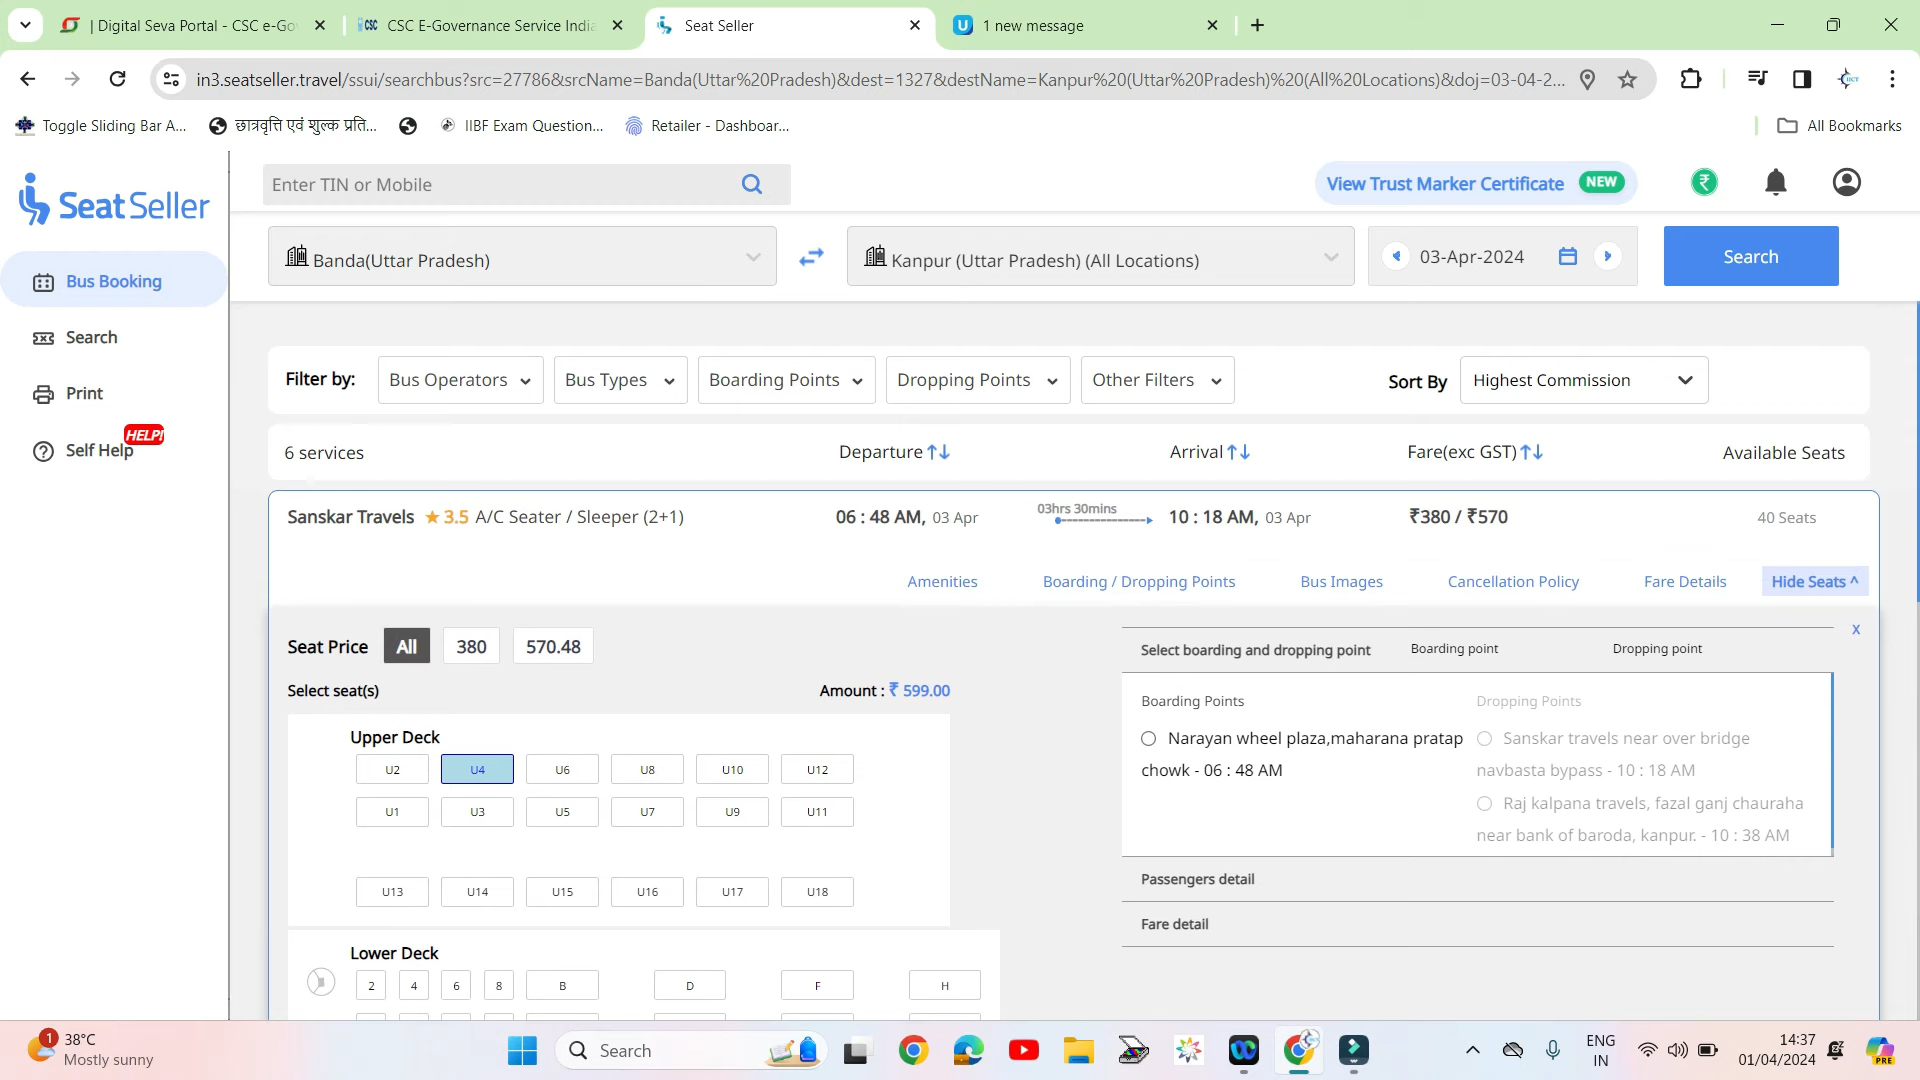 | Digital Seva Portal - CSC e-Go
CSC E-Governance Service India
Seat Seller
1 new message
in3.seatseller.travel/ssui/searchbus?src=27786&srcName=Banda(Uttar%20Pradesh)&dest=1327&destName=Kanpur%20(Uttar%20Pradesh)%20(All%20Locations)&doj=03-04-2...
Toggle Sliding Bar A...
छात्रवृत्ति एवं शुल्क प्रति...
IIBF Exam Question...
Retailer - Dashboar...
All Bookmarks
SeatSeller
Enter TIN or Mobile
View Trust Marker Certificate NEW
Banda(Uttar Pradesh)
Kanpur (Uttar Pradesh) (All Locations)
03-Apr-2024
Search
Bus Booking
Search
Print
Self Help
HELP!
Filter by:
Bus Operators
Bus Types
Boarding Points
Dropping Points
Other Filters
Sort By
Highest Commission
6 services
Departure
Arrival
Fare(exc GST)
Available Seats
Sanskar Travels 3.5 A/C Seater / Sleeper (2+1)
06 : 48 AM, 03 Apr
03hrs 30mins
10 : 18 AM, 03 Apr
₹380 / ₹570
40 Seats
Amenities
Boarding / Dropping Points
Bus Images
Cancellation Policy
Fare Details
Hide Seats ^
Seat Price
All
380
570.48
x
Select seat(s)
Amount : ₹ 599.00
Upper Deck
U2 U4 U6 U8 U10 U12
U1 U3 U5 U7 U9 U11
U13 U14 U15 U16 U17 U18
Lower Deck
2 4 6 8 B D F H
Select boarding and dropping point
Boarding point
Dropping point
Boarding Points
Narayan wheel plaza,maharana pratap
chowk - 06 : 48 AM
Dropping Points
Sanskar travels near over bridge
navbasta bypass - 10 : 18 AM
Raj kalpana travels, fazal ganj chauraha
near bank of baroda, kanpur. - 10 : 38 AM
Passengers detail
Fare detail
1
38°C
Mostly sunny
Search
ENG
IN
14:37
01/04/2024
PRE